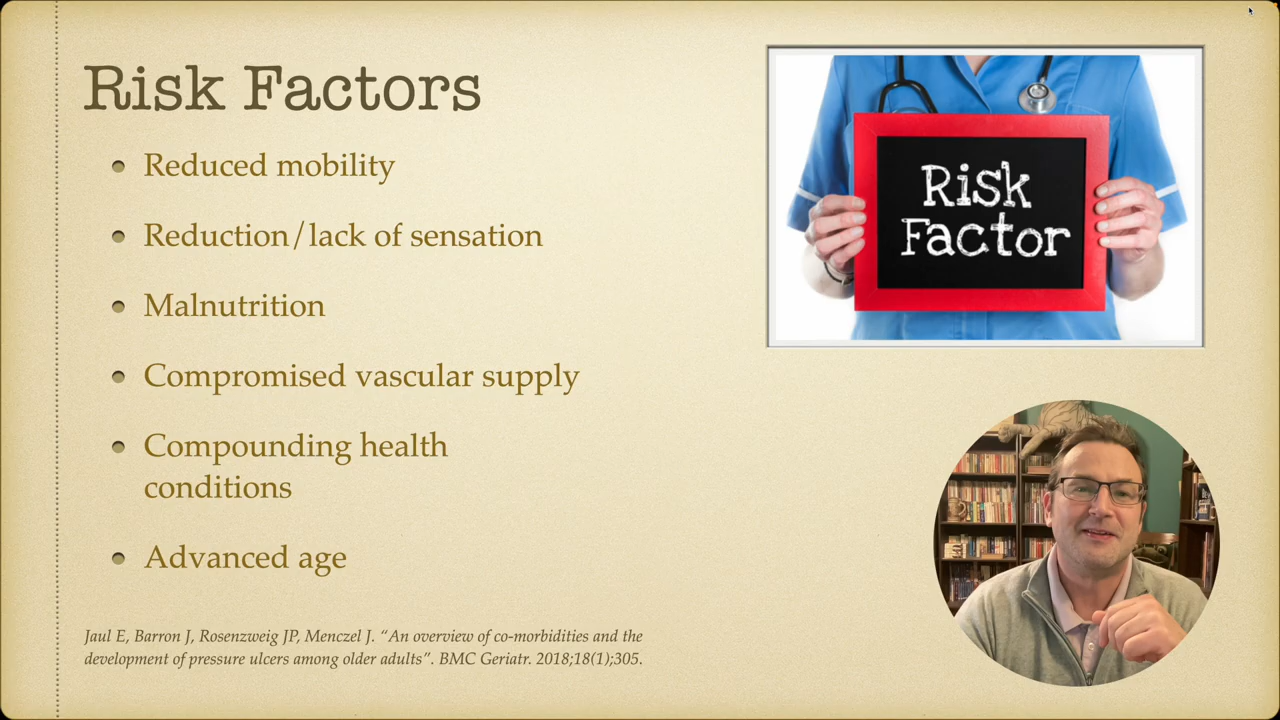 Risk Factors
Reduced mobility
Reduction/lack of sensation
Malnutrition
Compromised vascular supply
Compounding health
conditions
Advanced age
Jaul E, Barron J, Rosenzweig JP, Menczel J. “An overview of co-morbidities and the
development of pressure ulcers among older adults”. BMC Geriatr. 2018;18(1);305.
Risk
Factor